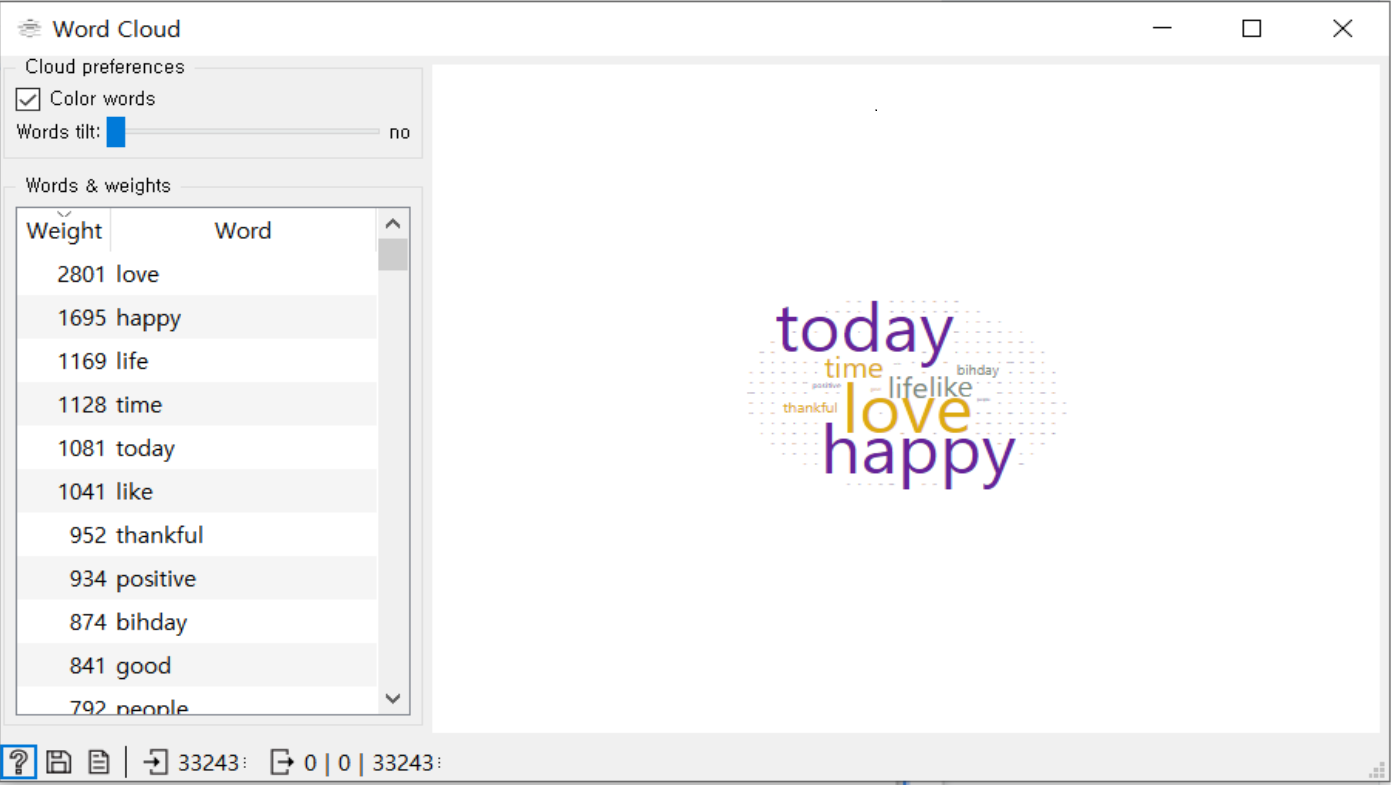 Word Cloud
Cloud preferences
Color words
Words tilt: no
Words & weights
Weight Word
2801 love
1695 happy
1169 life
1128 time
1081 today
1041 like
952 thankful
934 positive
874 bihday
841 good
792 people
33243 0 | 0 | 33243
today
time
bihday
positive
lifelike
thankful
love
happy